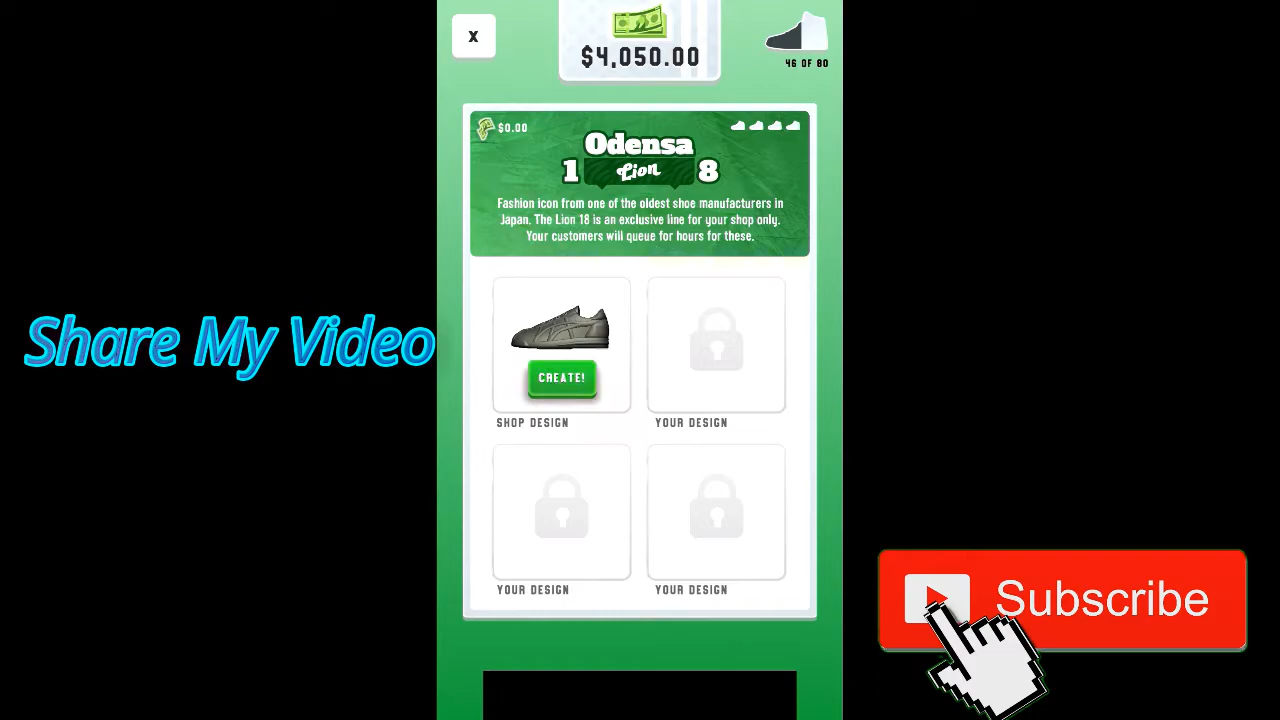 X
$4,050.00
46 OF 80
$0.00
Odensa
1 Lion 8
Fashion icon from one of the oldest shoe manufacturers in
Japan. The Lion 18 is an exclusive line for your shop only.
Your customers will queue for hours for these.
Share My Video
CREATE!
SHOP DESIGN
YOUR DESIGN
YOUR DESIGN
YOUR DESIGN
Subscribe